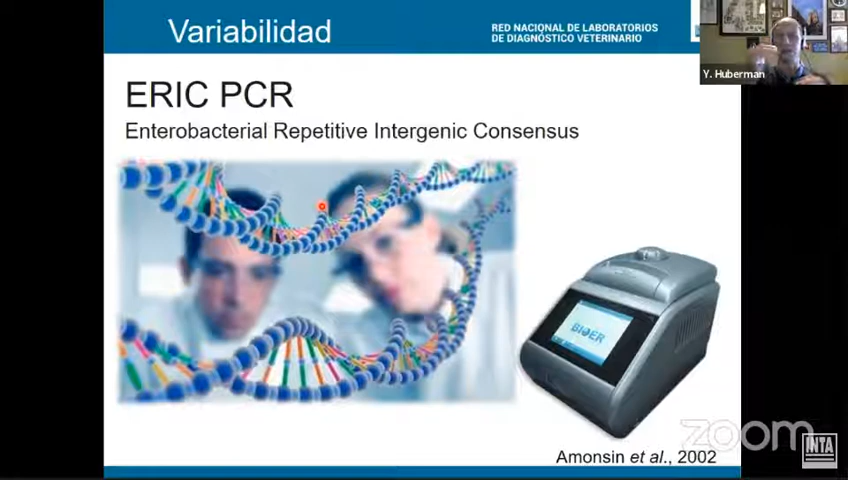 Variabilidad
RED NACIONAL DE LABORATORIOS
DE DIAGNÓSTICO VETERINARIO
Y. Huberman
ERIC PCR
Enterobacterial Repetitive Intergenic Consensus
BIOER
zoom
INTA
Amonsin et al., 2002